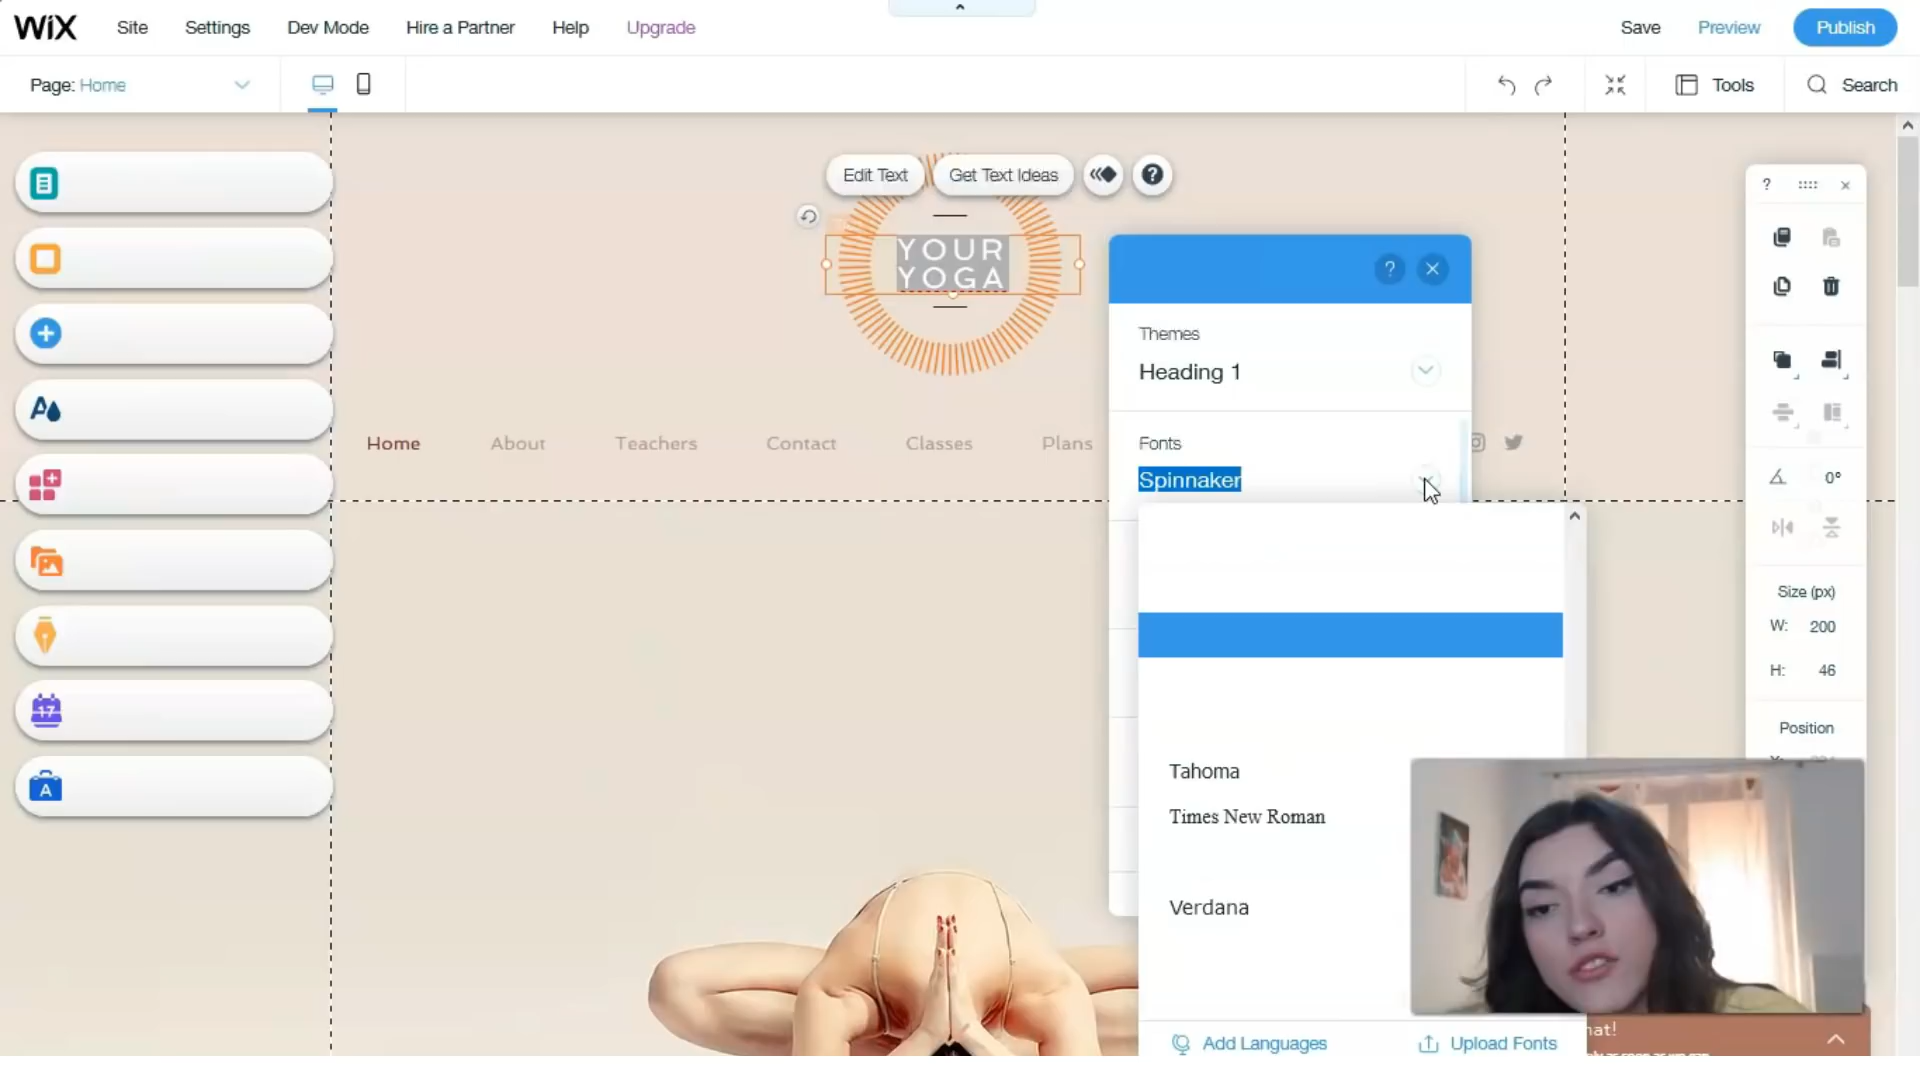 WiX Site Settings Dev Mode Hire a Partner Help Upgrade Save Preview Publish
Page: Home Tools Search
Edit Text Get Text Ideas ?
YOUR
YOGA
? ×
? ×
Themes
Heading 1
Home About Teachers Contact Classes Plans
Fonts
Spinnaker
0°
Size (px)
W: 200
H: 46
17
Position
A
Tahoma
Times New Roman
Verdana
Add Languages Upload Fonts
hat!